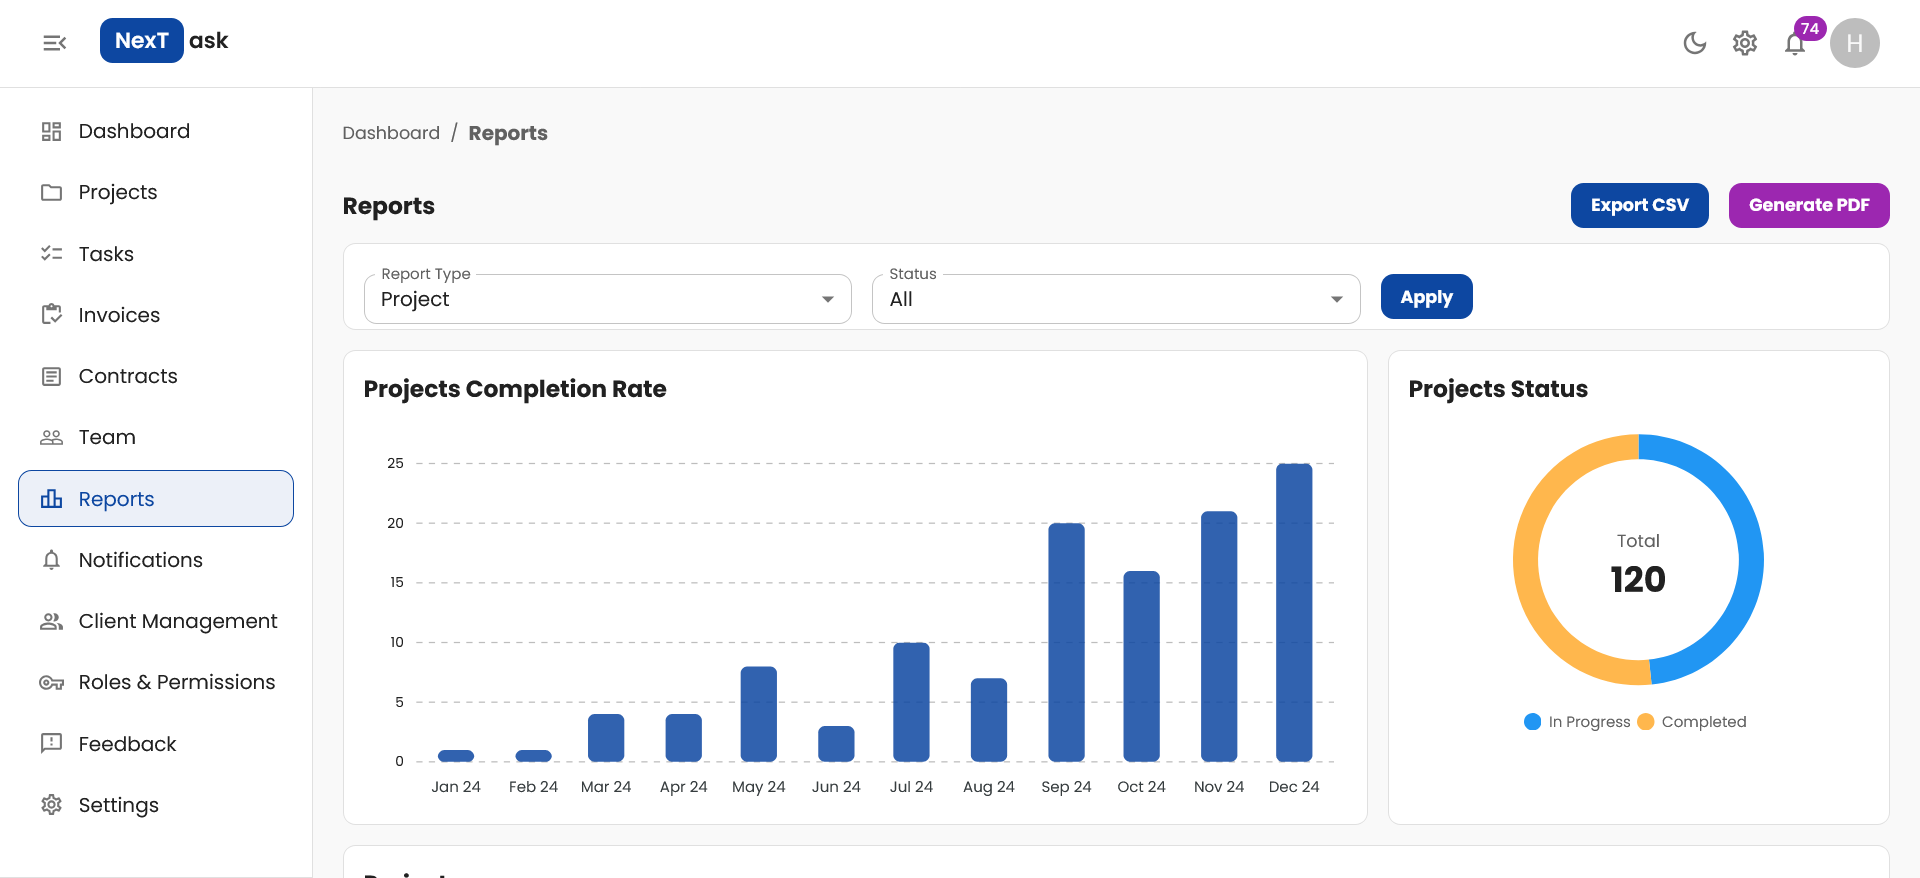 NexT ask
74
H
Dashboard
Projects
Tasks
Invoices
Contracts
Team
Reports
Notifications
Client Management
Roles & Permissions
Feedback
Settings
Dashboard / Reports
Reports
Export CSV
Generate PDF
Report Type
Project
Status
All
Apply
Projects Completion Rate
25
20
15
10
5
0
Jan 24 Feb 24 Mar 24 Apr 24 May 24 Jun 24 Jul 24 Aug 24 Sep 24 Oct 24 Nov 24 Dec 24
Projects Status
Total
120
In Progress Completed